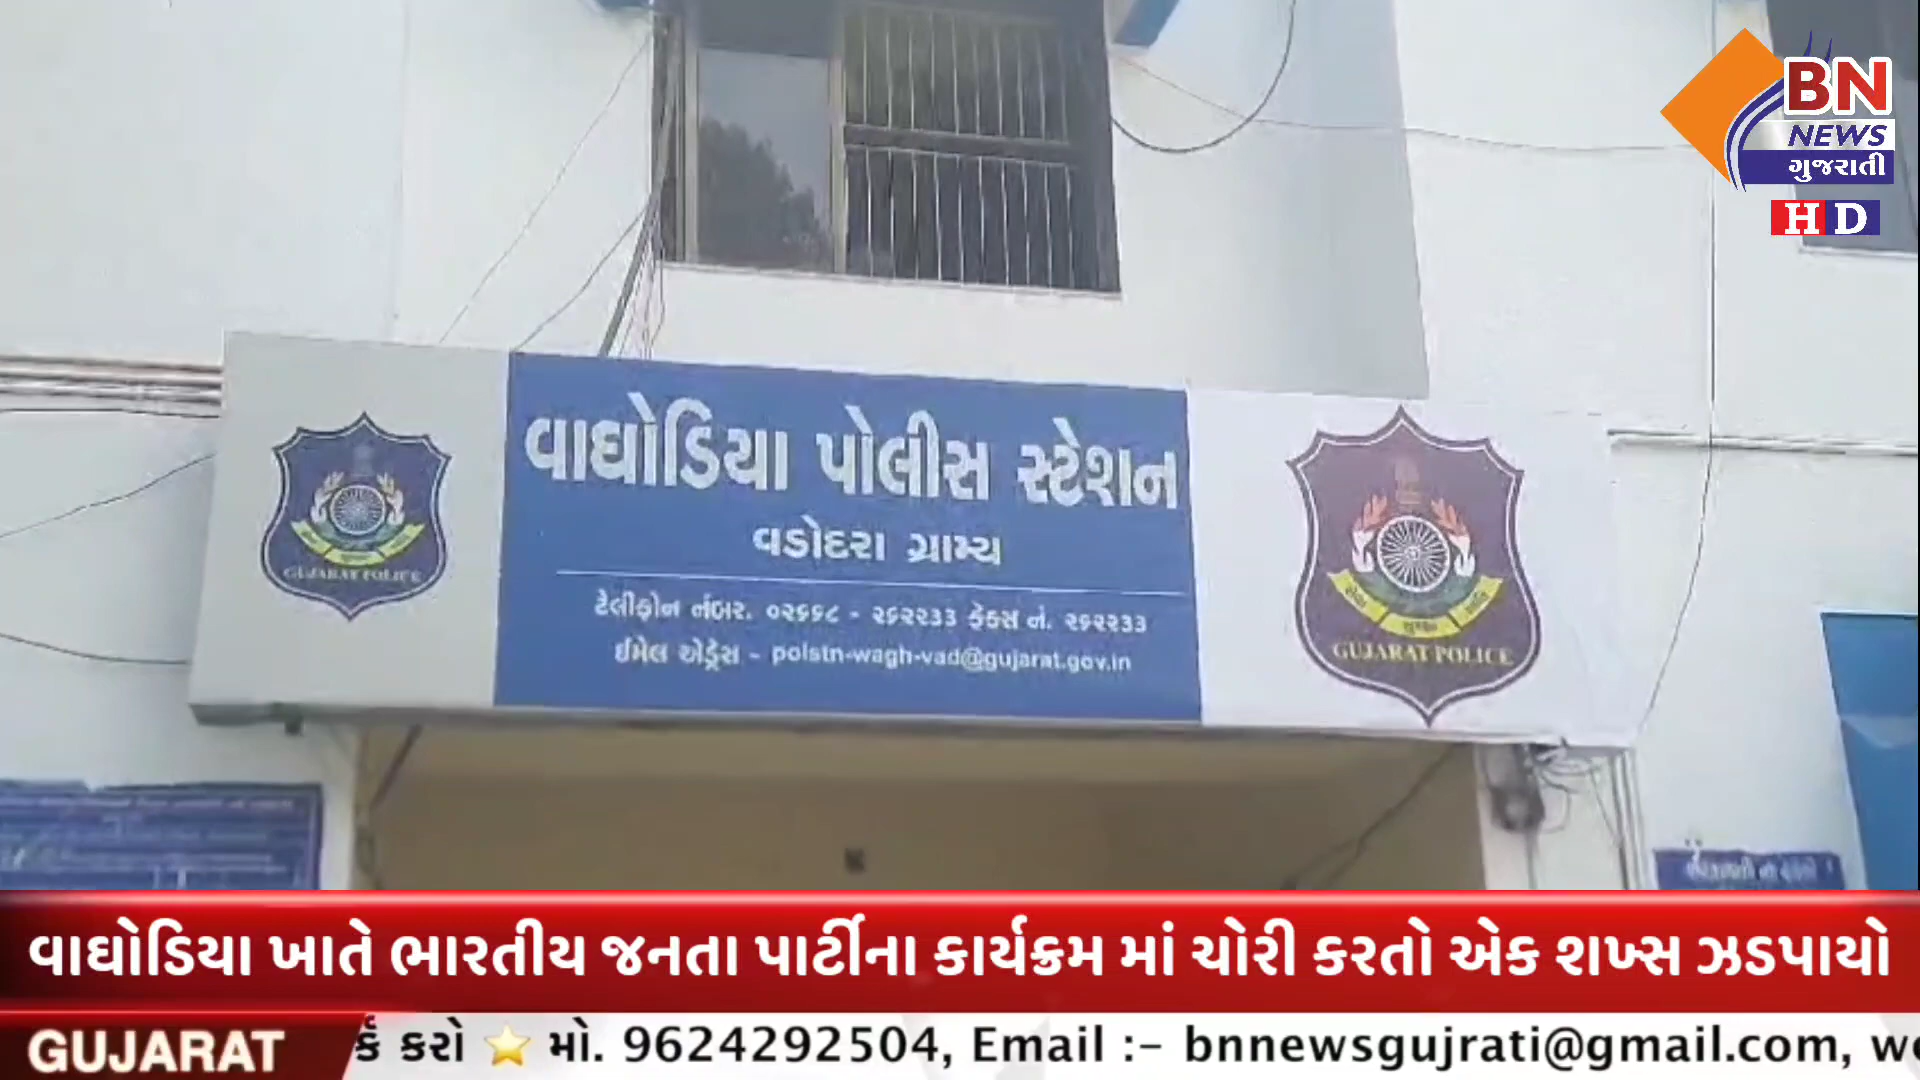 BN
NEWS
ગુજરાતી
HD
વાઘોડિયા પોલીસ સ્ટેશન
વડોદરા ગ્રામ્ય
ટેલીફોન નંબર. ૦૨૬૬૮ - ૨૬૨૨૩૩ ફેક્સ નં. ૨૬૨૨૩૩
ઈમેલ એડ્રેસ - polstn-wagh-vad@gujarat.gov.in
GUJARAT POLICE
GUJARAT POLICE
વાઘોડિયા ખાતે ભારતીય જનતા પાર્ટીના કાર્યક્રમ માં ચોરી કરતો એક શખ્સ ઝડપાયો
GUJARAT
ર્ક કરો ⭐ મો. 9624292504, Email :- bnnewsgujrati@gmail.com, we